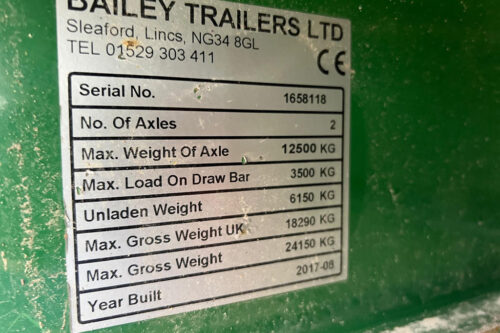 BAILEY TRAILERS LTD
Sleaford, Lincs, NG34 8GL
TEL 01529 303 411
CE
Serial No. 1658118
No. Of Axles 2
Max. Weight Of Axle 12500 KG
Max. Load On Draw Bar 3500 KG
Unladen Weight 6150 KG
Max. Gross Weight UK 18290 KG
Max. Gross Weight 24150 KG
Year Built 2017-08